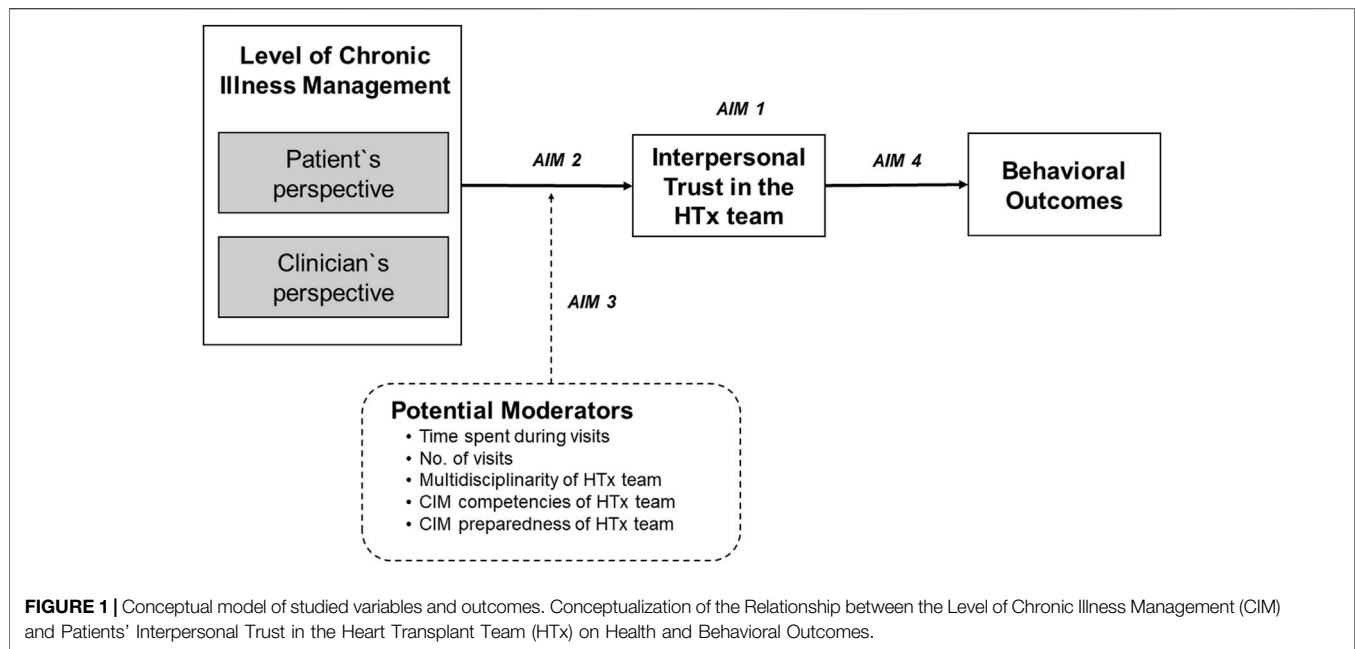 Level of Chronic
Illness Management
Patient`s
perspective
Clinician`s
perspective
AIM 2
AIM 1
Interpersonal
Trust in the
HTx team
AIM 4
Behavioral
Outcomes
AIM 3
Potential Moderators
• Time spent during visits
• No. of visits
• Multidisciplinarity of HTx team
• CIM competencies of HTx team
• CIM preparedness of HTx team
FIGURE 1 | Conceptual model of studied variables and outcomes. Conceptualization of the Relationship between the Level of Chronic Illness Management (CIM)
and Patients’ Interpersonal Trust in the Heart Transplant Team (HTx) on Health and Behavioral Outcomes.